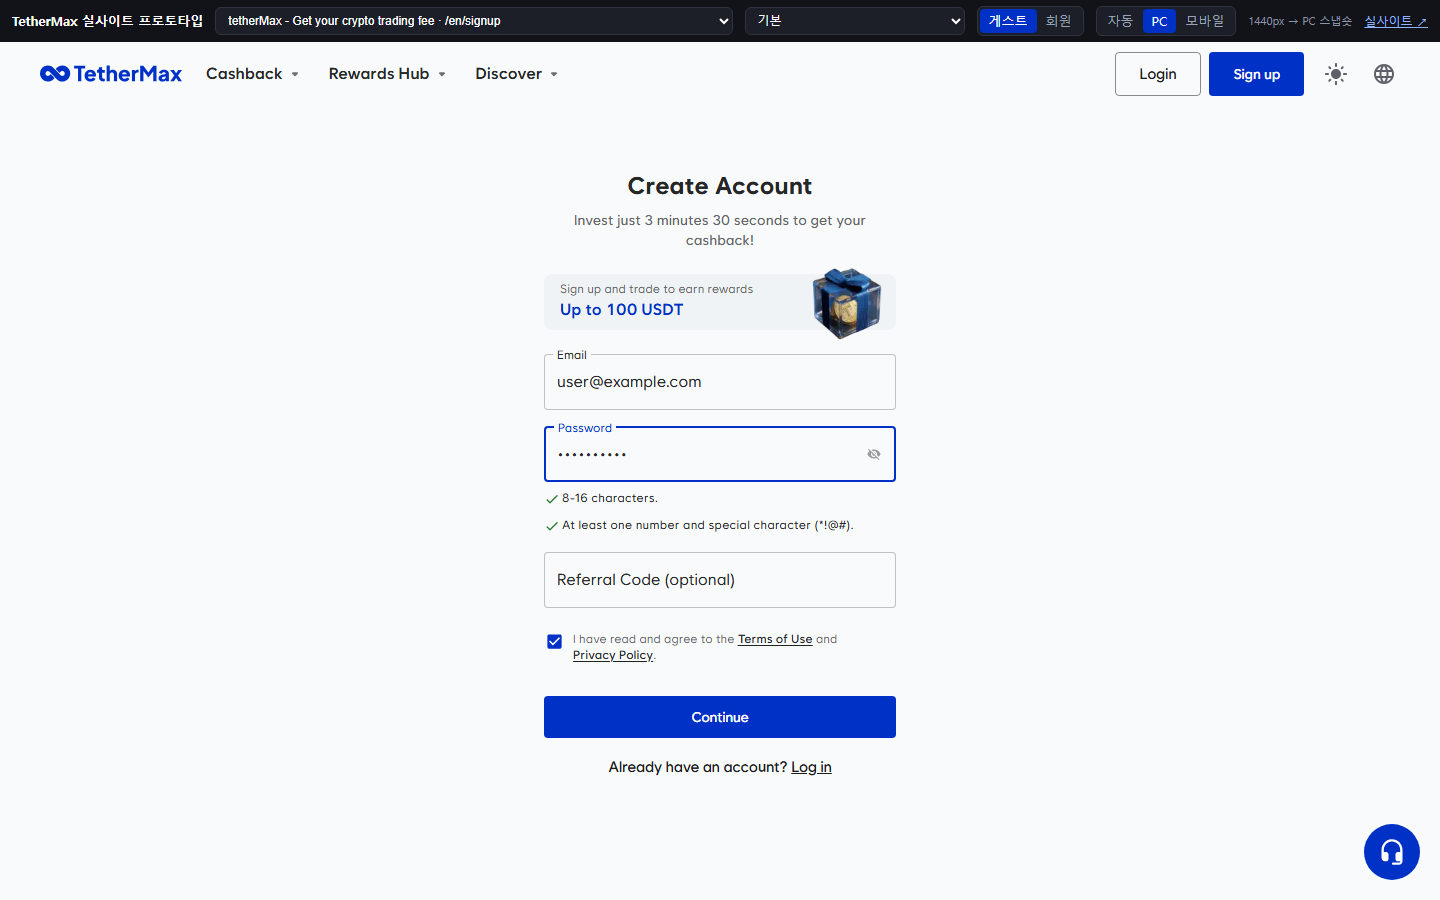 TetherMax 실사이트 프로토타입
tetherMax - Get your crypto trading fee · /en/signup
기본
게스트 회원
자동 PC 모바일
1440px → PC 스냅숏
실사이트 ↗
TetherMax
Cashback
Rewards Hub
Discover
Login
Sign up
Create Account
Invest just 3 minutes 30 seconds to get your
cashback!
Sign up and trade to earn rewards
Up to 100 USDT
Email
user@example.com
Password
••••••••••
8-16 characters.
At least one number and special character (*!@#).
Referral Code (optional)
I have read and agree to the Terms of Use and
Privacy Policy.
Continue
Already have an account? Log in